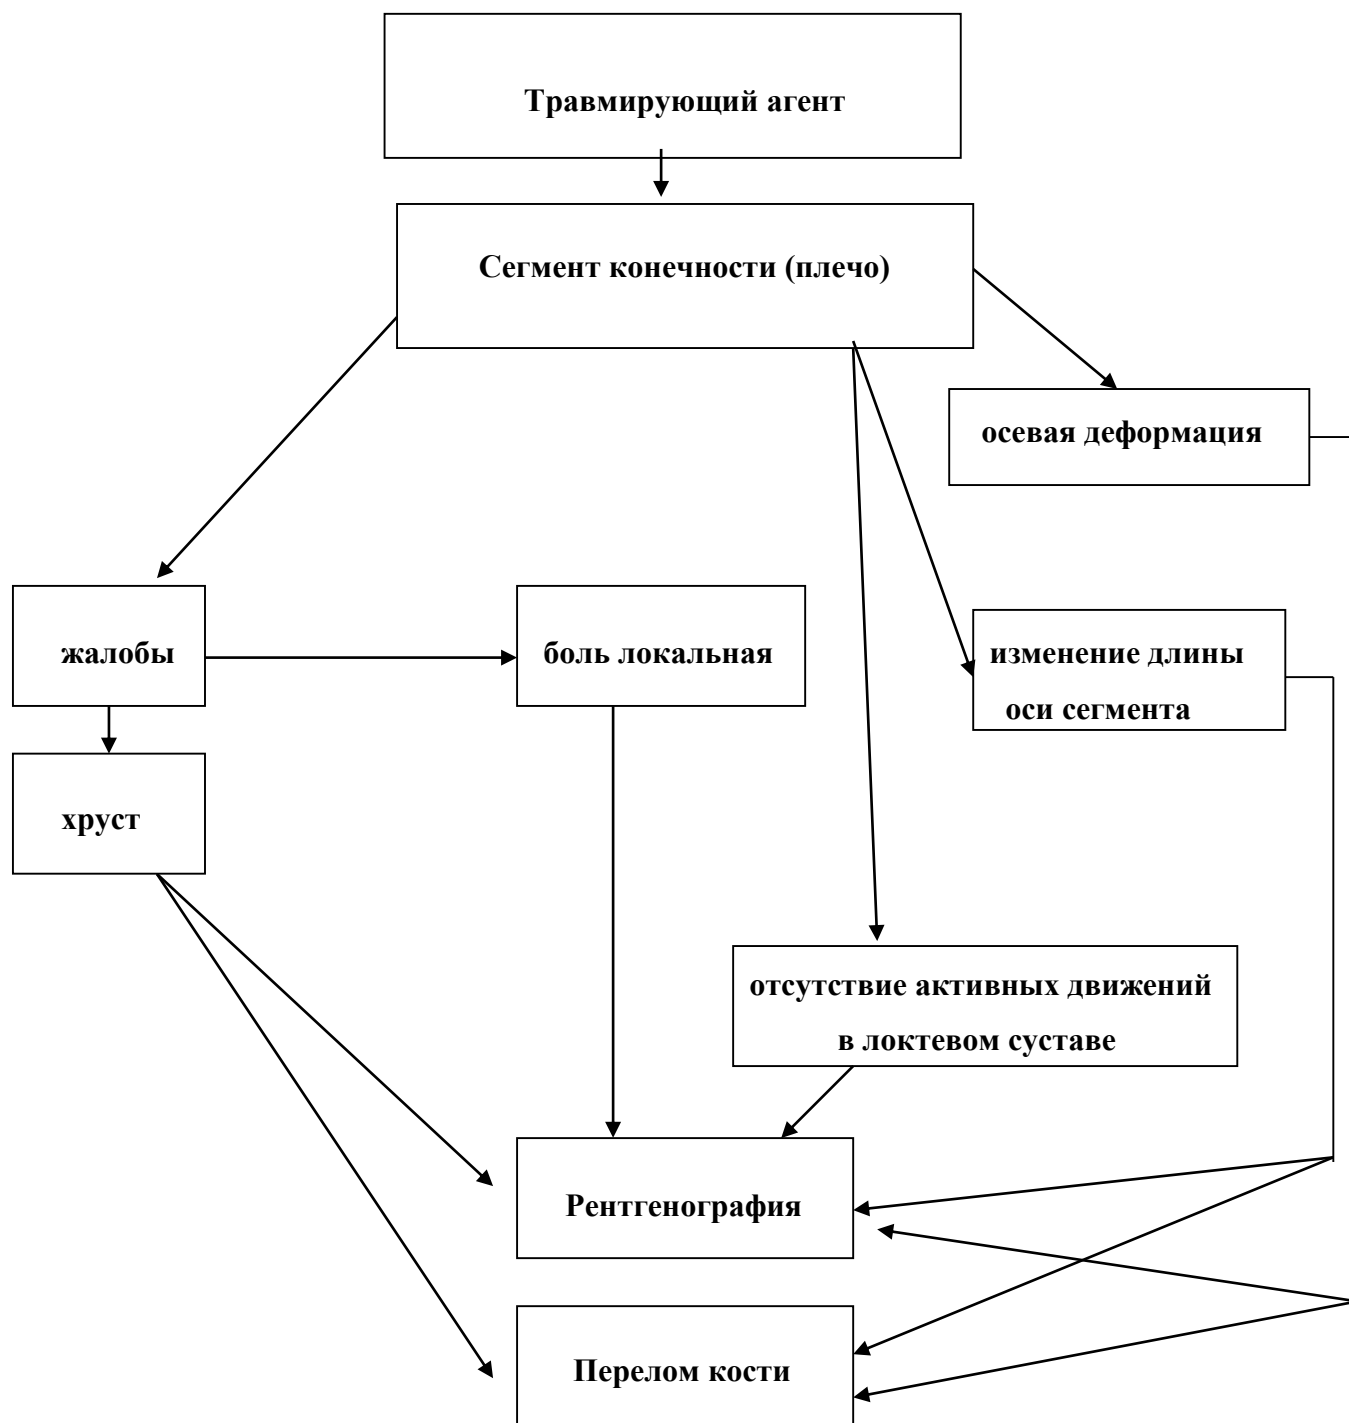 Травмирующий агент
Сегмент конечности (плечо)
осевая деформация
жалобы
боль локальная
изменение длины
оси сегмента
хруст
отсутствие активных движений
в локтевом суставе
Рентгенография
Перелом кости